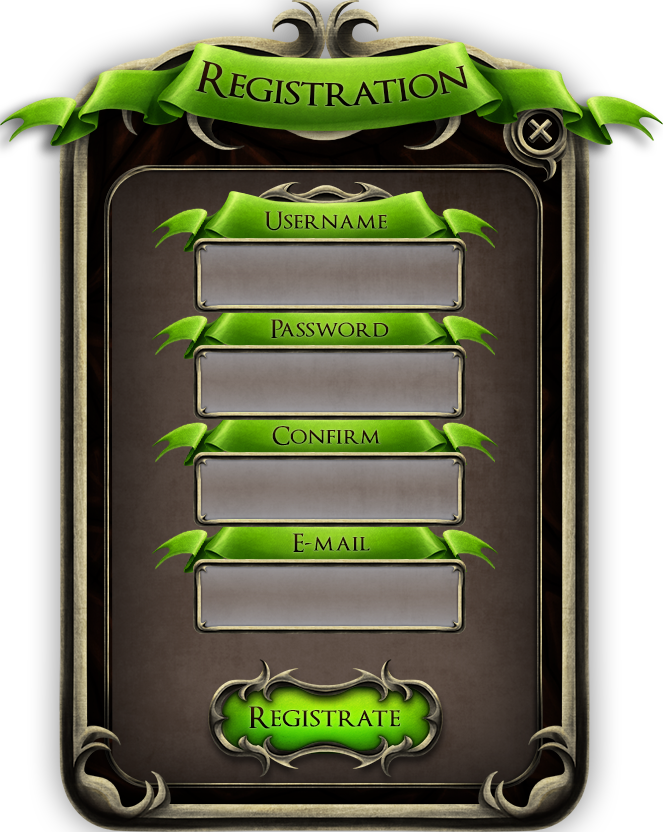 Registration
Username
Password
Confirm
E-mail
Registrate